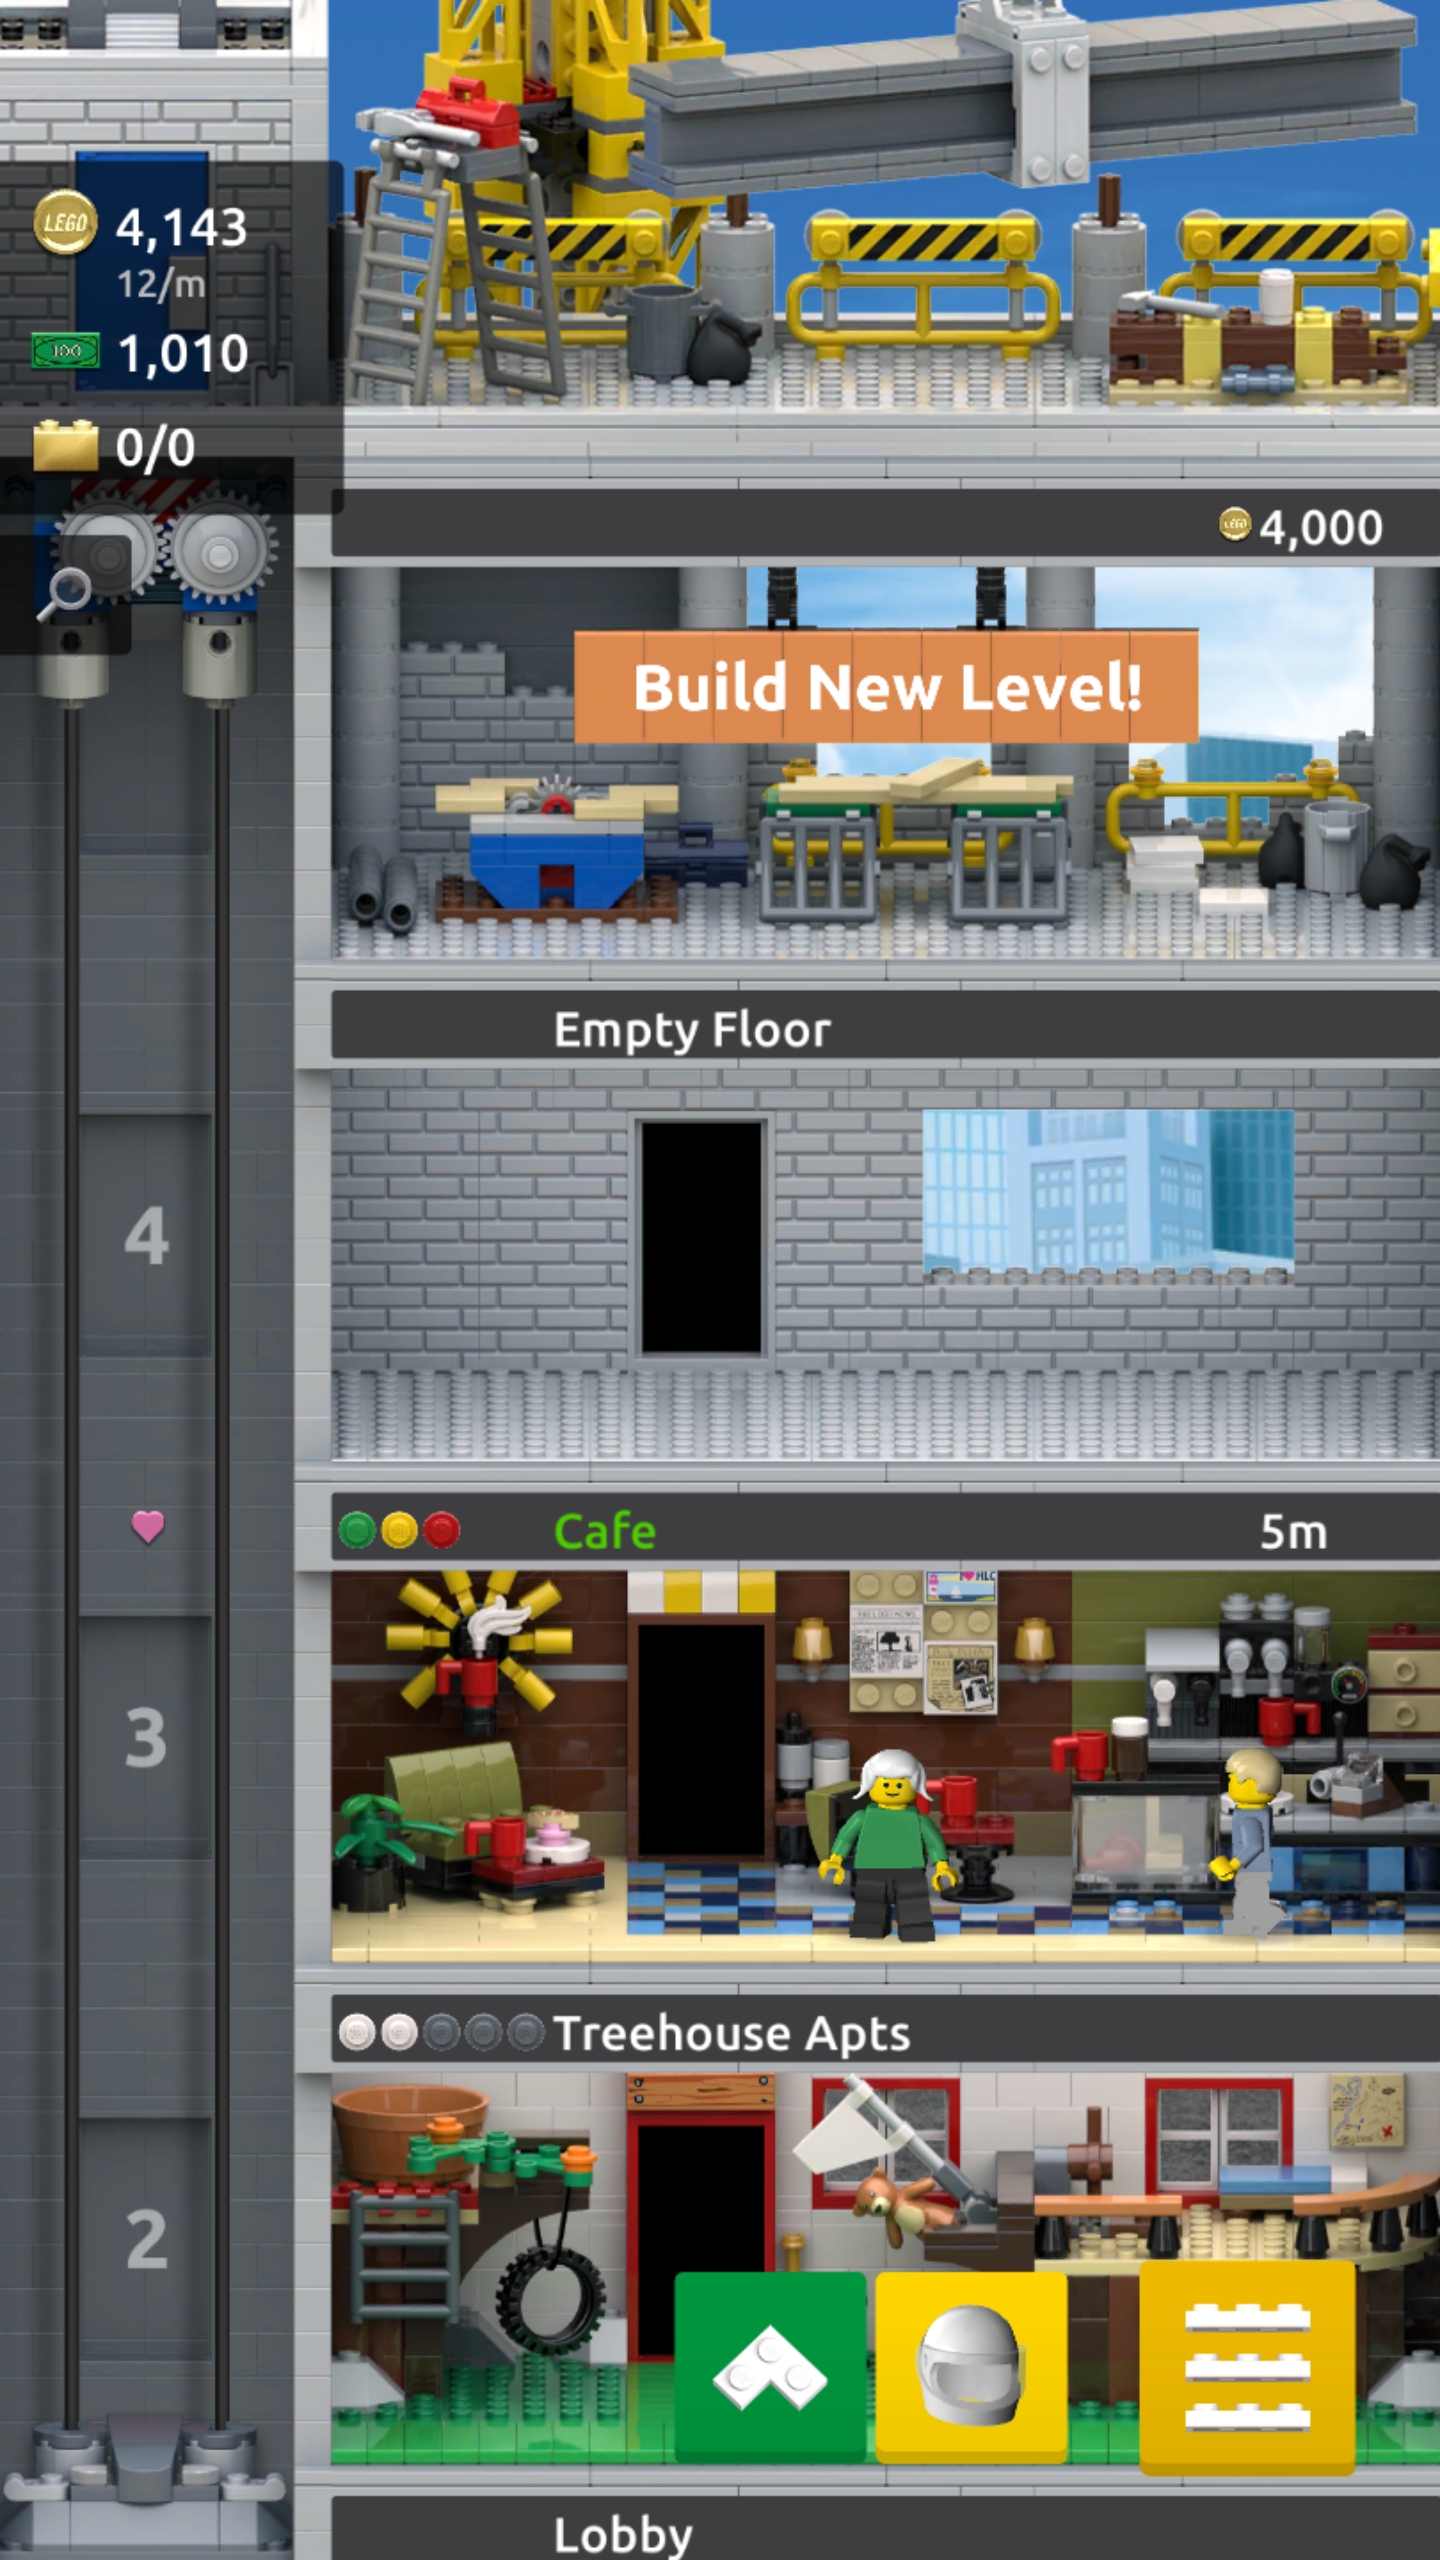 LEGO 4,143
12/m
100 1,010
0/0
LEGO 4,000
Build New Level!
Empty Floor
4
Cafe 5m
3
Treehouse Apts
2
Lobby